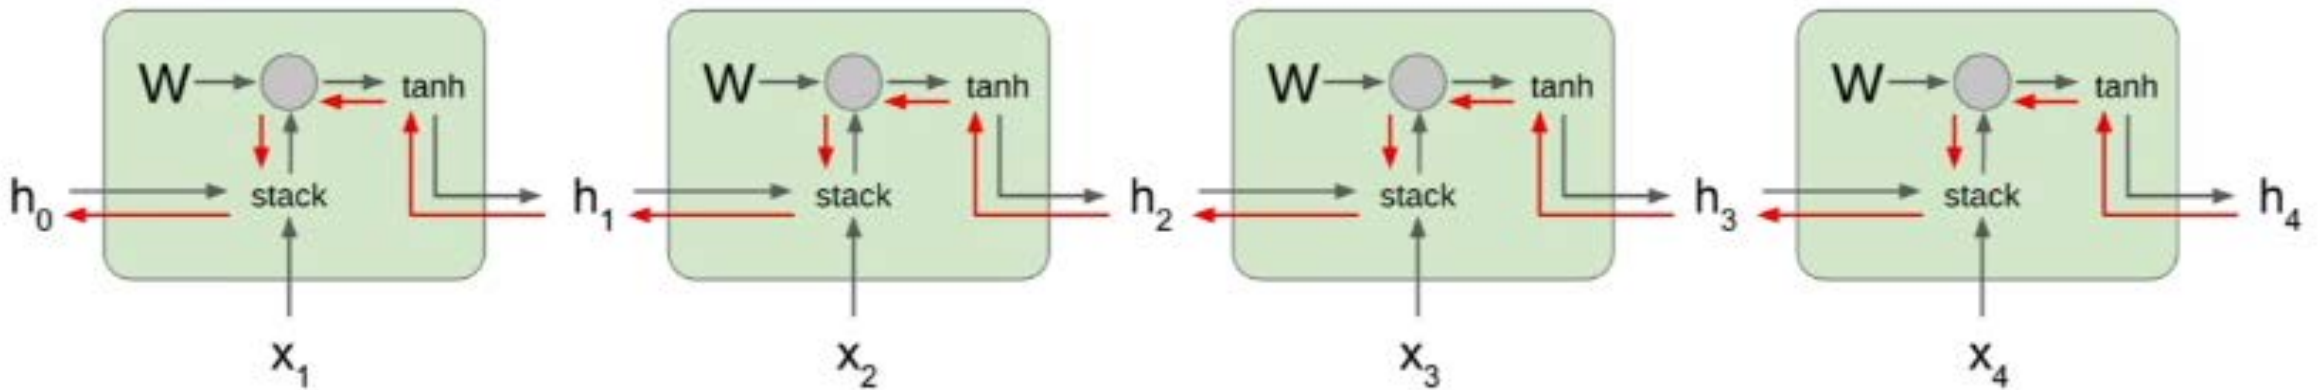 W tanh W tanh W tanh W tanh
h₀ stack h₁ stack h₂ stack h₃ stack h₄
x₁ x₂ x₃ x₄